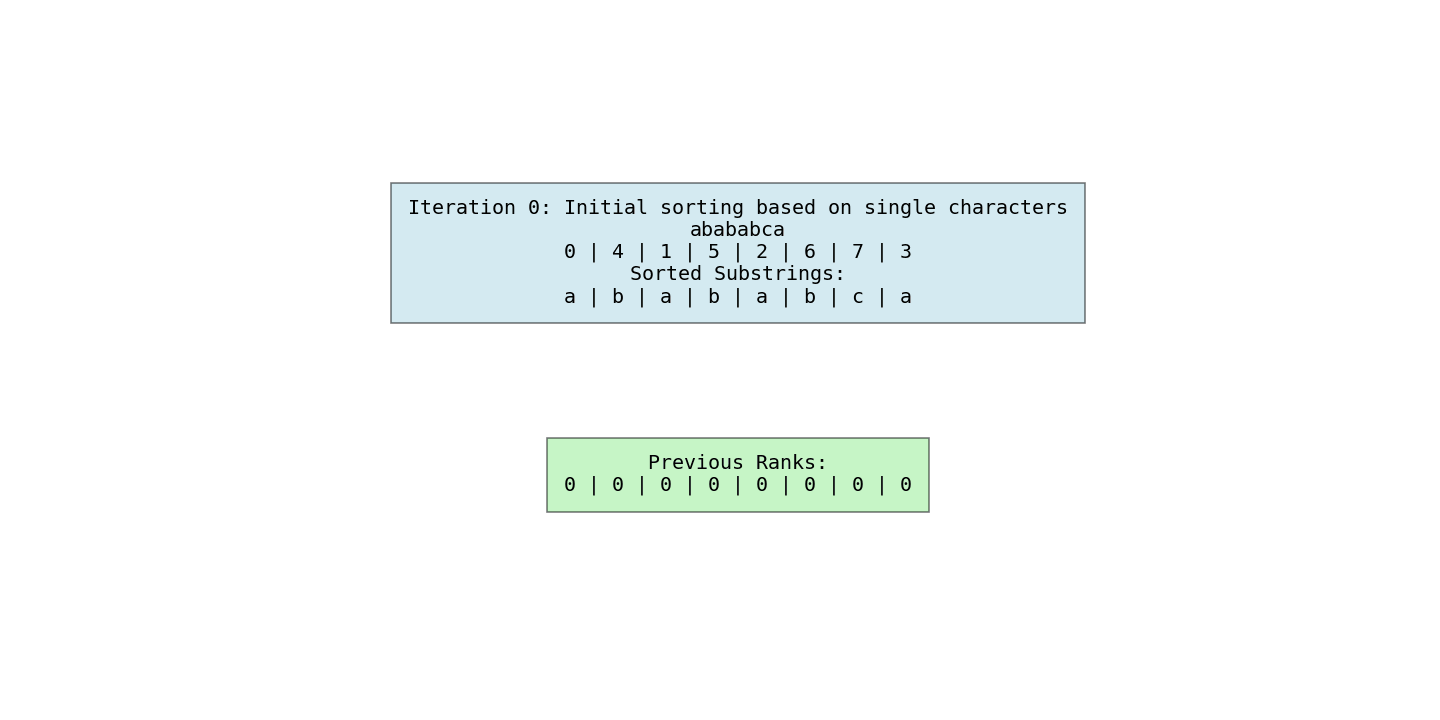 Iteration 0: Initial sorting based on single characters
abababca
0 | 4 | 1 | 5 | 2 | 6 | 7 | 3
Sorted Substrings:
a | b | a | b | a | b | c | a
Previous Ranks:
0 | 0 | 0 | 0 | 0 | 0 | 0 | 0